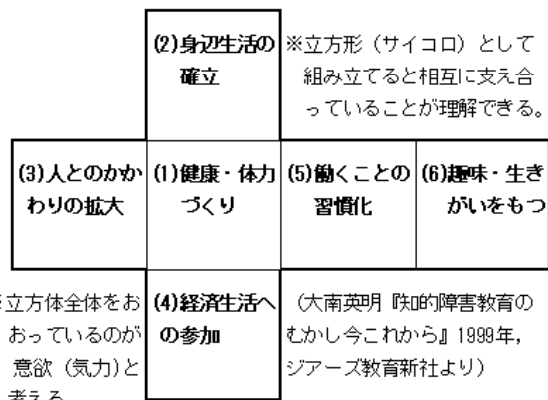 (2)身辺生活の
確立
※立方形（サイコロ）として
組み立てると相互に支え合
っていることが理解できる。
(3)人とのかか
わりの拡大
(1)健康・体力
づくり
(5)働くことの
習慣化
(6)趣味・生き
がいをもつ
立方体全体をお
おっているのが
意欲（気力）と
考える
(4)経済生活へ
の参加
（大南英明『知的障害教育の
むかし今これから』1999年,
ジアーズ教育新社より）